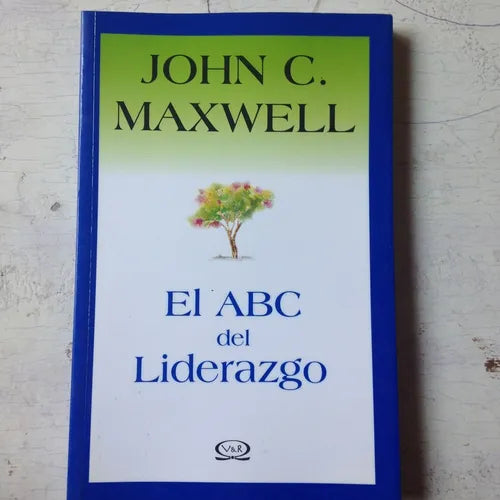 JOHN C.
MAXWELL
El ABC
del
Liderazgo
V&R